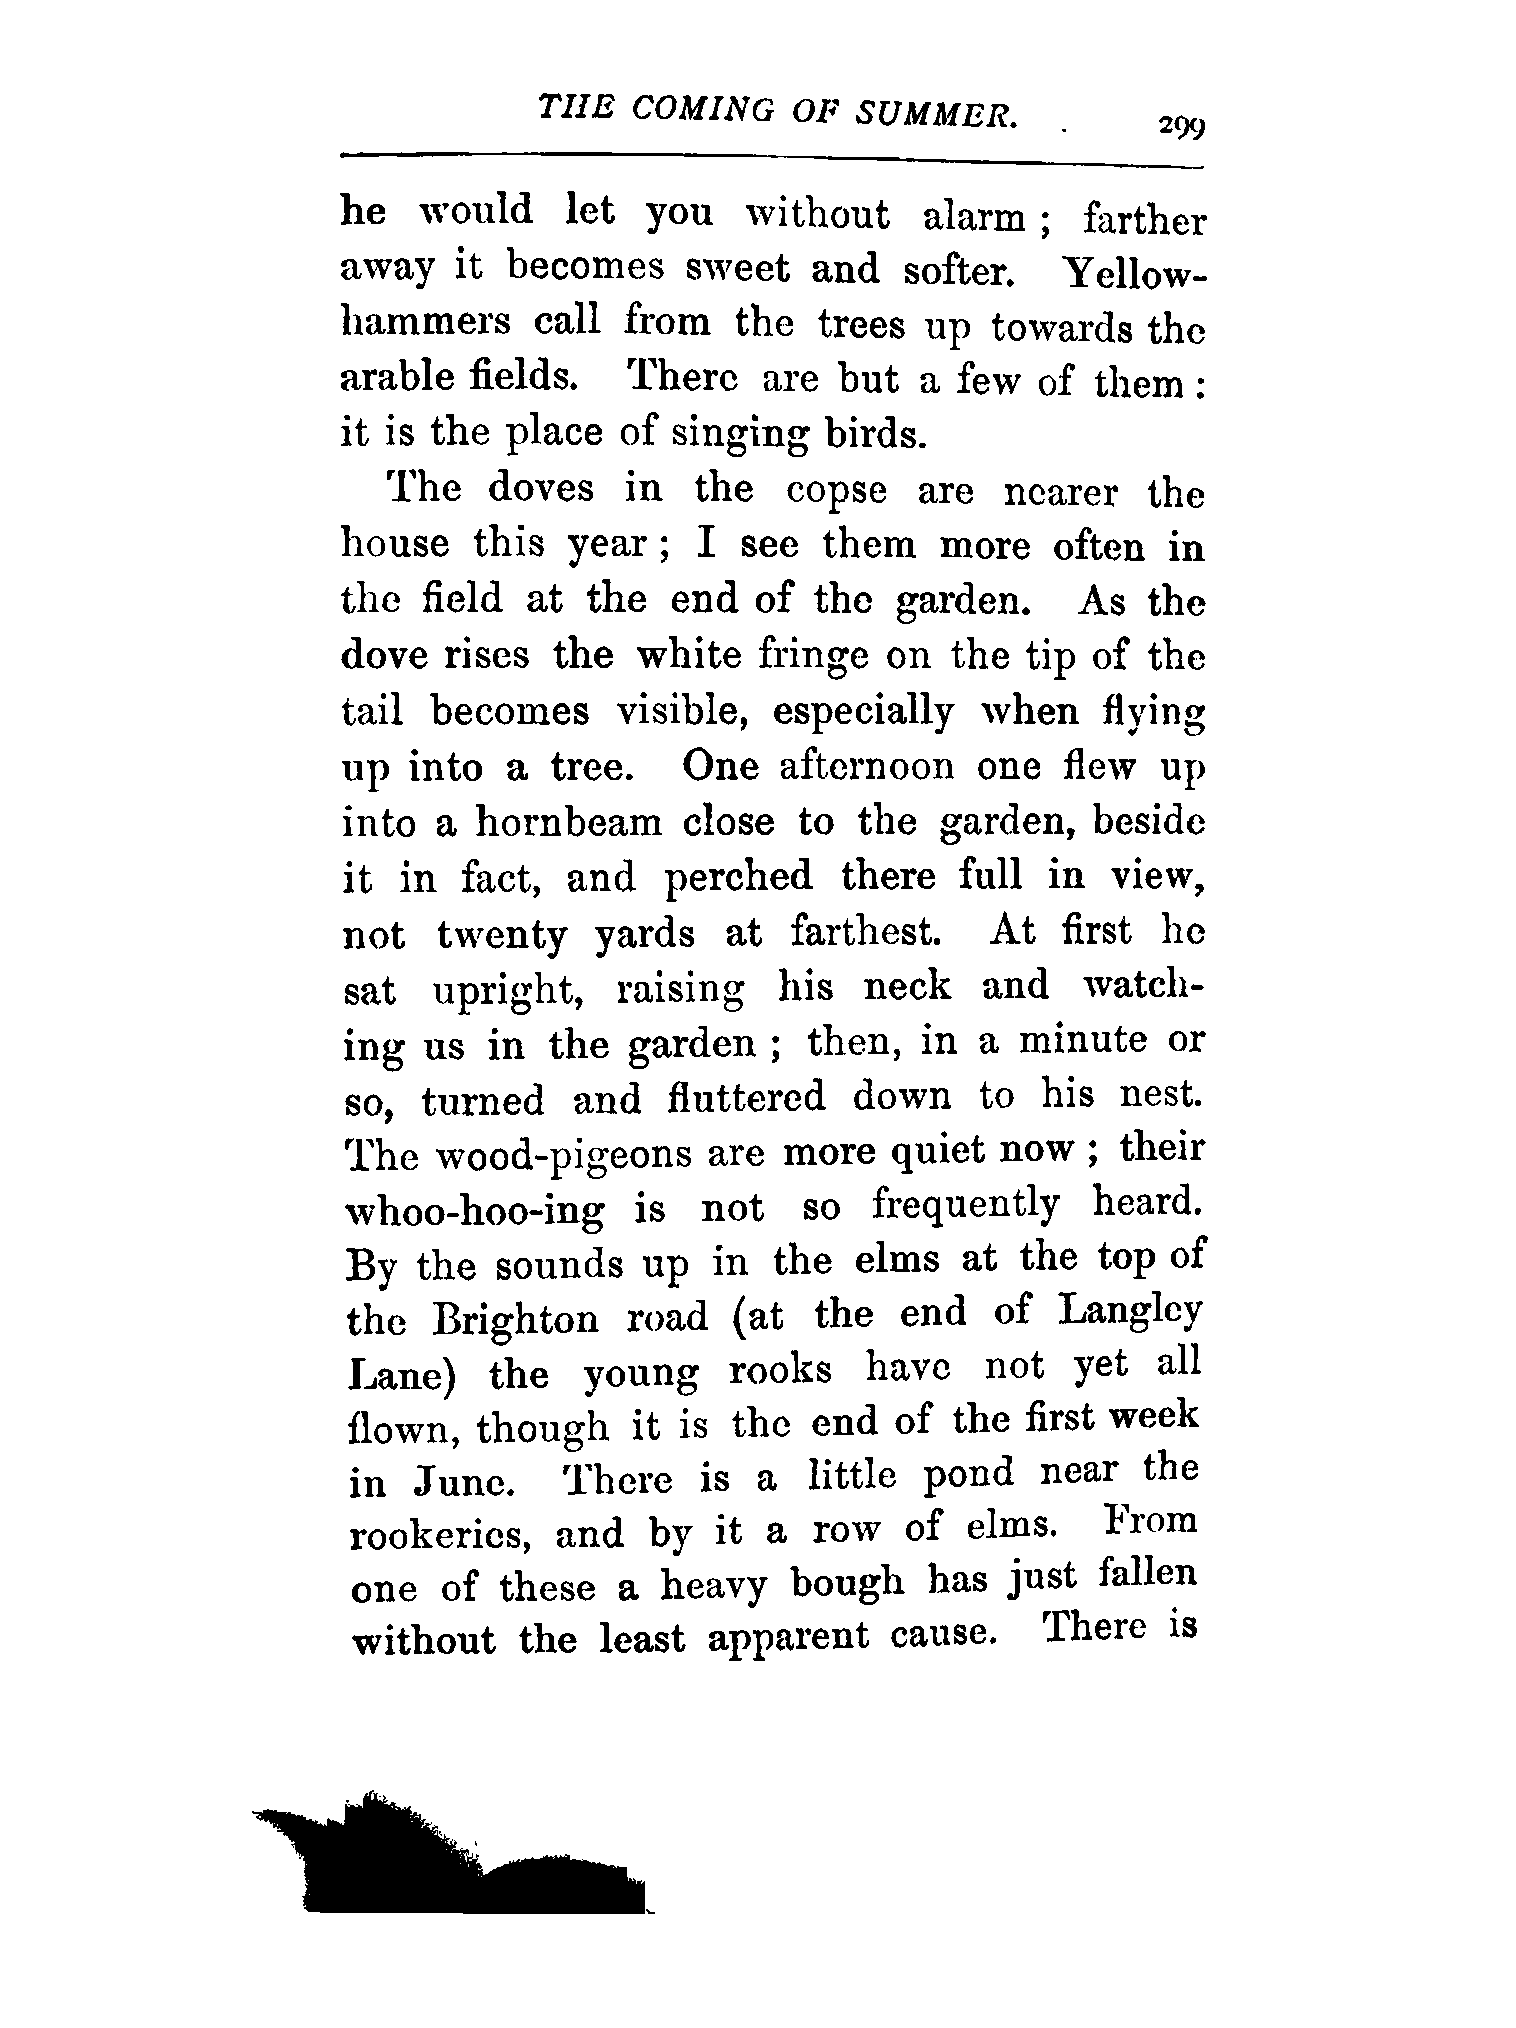 THE COMING OF SUMMER. 299
he would let you without alarm ; farther
away it becomes sweet and softer. Yellow-
hammers call from the trees up towards the
arable fields. There are but a few of them :
it is the place of singing birds.
The doves in the copse are nearer the
house this year ; I see them more often in
the field at the end of the garden. As the
dove rises the white fringe on the tip of the
tail becomes visible, especially when flying
up into a tree. One afternoon one flew up
into a hornbeam close to the garden, beside
it in fact, and perched there full in view,
not twenty yards at farthest. At first he
sat upright, raising his neck and watch-
ing us in the garden ; then, in a minute or
so, turned and fluttered down to his nest.
The wood-pigeons are more quiet now ; their
whoo-hoo-ing is not so frequently heard.
By the sounds up in the elms at the top of
the Brighton road (at the end of Langley
Lane) the young rooks have not yet all
flown, though it is the end of the first week
in June. There is a little pond near the
rookeries, and by it a row of elms. From
one of these a heavy bough has just fallen
without the least apparent cause. There is